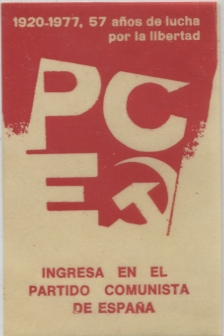 1920-1977, 57 años de lucha
por la libertad
PC
E
INGRESA EN EL
PARTIDO COMUNISTA
DE ESPAÑA